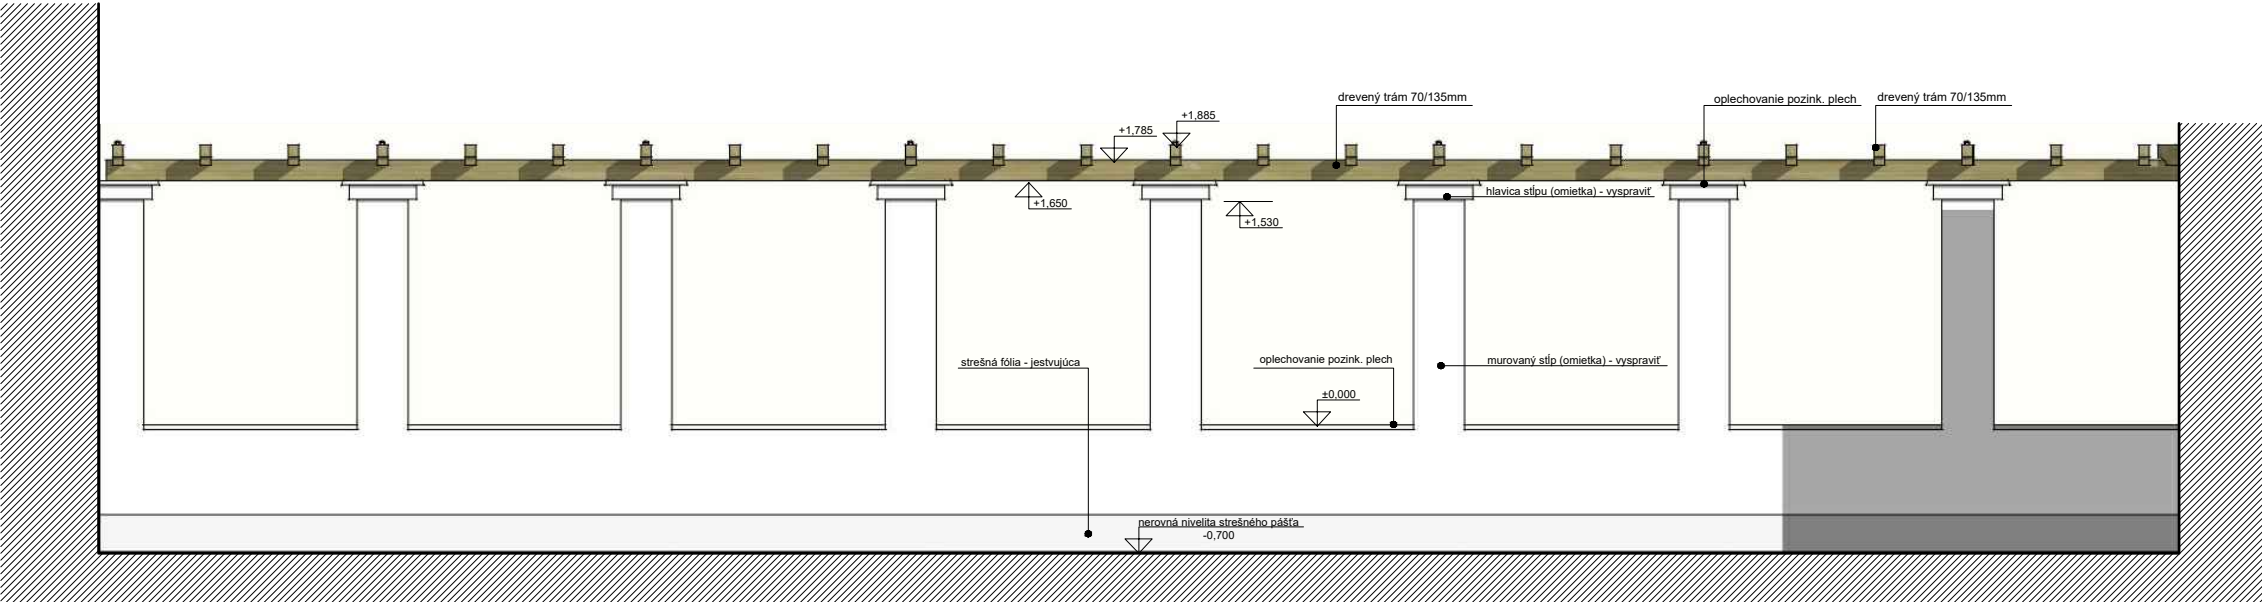 drevený trám 70/135mm
oplechovanie pozink. plech
drevený trám 70/135mm
+1,885
+1,785
hlavica stĺpu (omietka) - vyspraviť
+1,650
+1,530
strešná fólia - jestvujúca
oplechovanie pozink. plech
murovaný stĺp (omietka) - vyspraviť
±0,000
nerovná nivelita strešného pášťa
-0,700